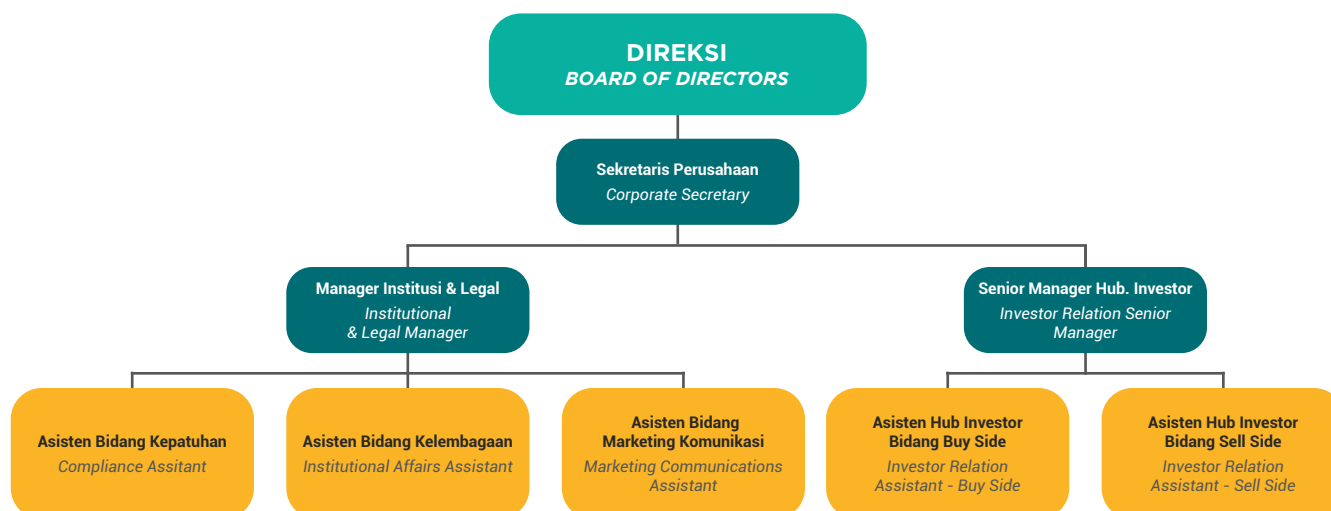 DIREKSI
BOARD OF DIRECTORS
Sekretaris Perusahaan
Corporate Secretary
Manager Institusi & Legal
Institutional
& Legal Manager
Senior Manager Hub. Investor
Investor Relation Senior
Manager
Asisten Bidang Kepatuhan
Compliance Assitant
Asisten Bidang Kelembagaan
Institutional Affairs Assistant
Asisten Bidang
Marketing Komunikasi
Marketing Communications
Assistant
Asisten Hub Investor
Bidang Buy Side
Investor Relation
Assistant - Buy Side
Asisten Hub Investor
Bidang Sell Side
Investor Relation
Assistant - Sell Side